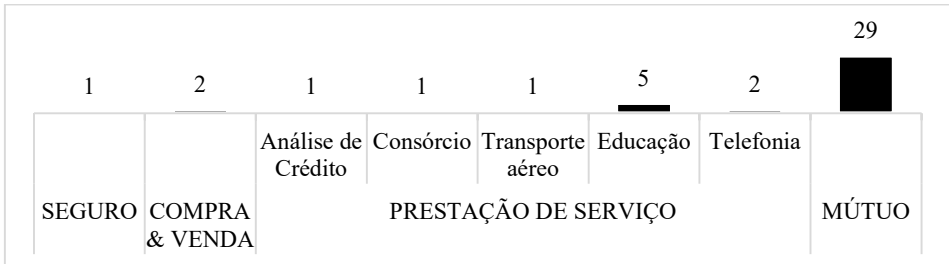 29
1 2 1 1 1 5 2
Análise de Consórcio Transporte Educação Telefonia
Crédito aéreo
SEGURO COMPRA PRESTAÇÃO DE SERVIÇO MÚTUO
& VENDA